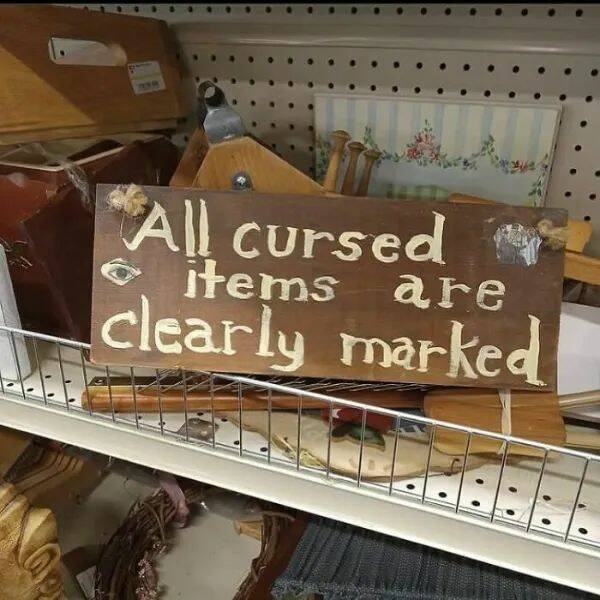 All cursed
items are
clearly marked